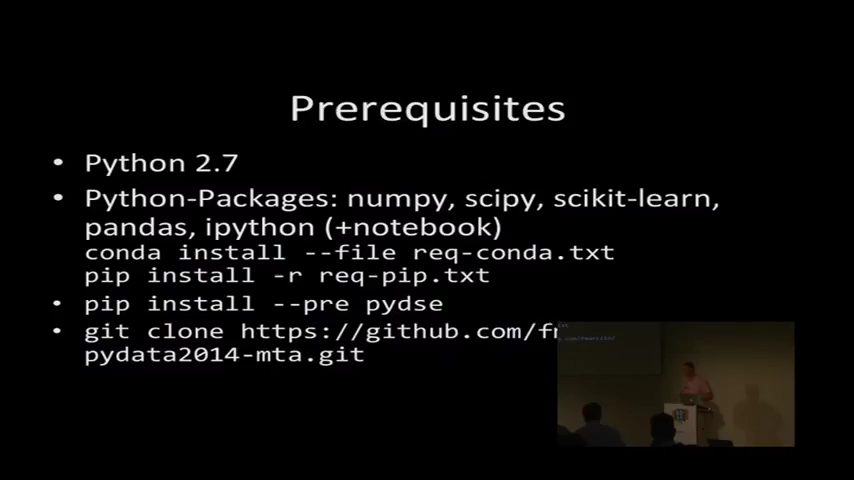 Prerequisites
• Python 2.7
• Python-Packages: numpy, scipy, scikit-learn,
pandas, ipython (+notebook)
conda install --file req-conda.txt
pip install -r req-pip.txt
• pip install --pre pydse
• git clone https://github.com/
pydata2014-mta.git